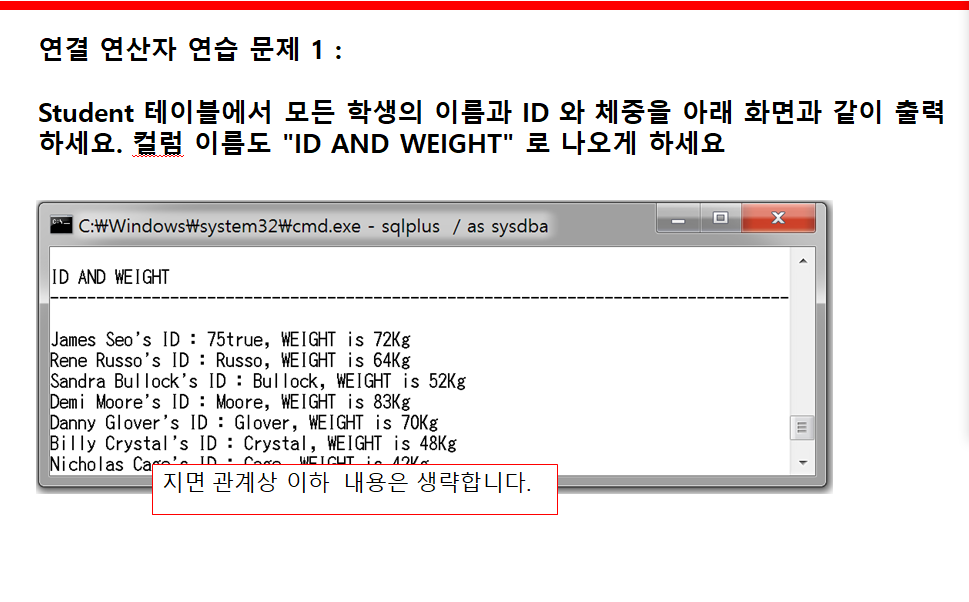 연결 연산자 연습 문제 1 :
Student 테이블에서 모든 학생의 이름과 ID 와 체중을 아래 화면과 같이 출력
하세요. 컬럼 이름도 "ID AND WEIGHT" 로 나오게 하세요
C:₩Windows₩system32₩cmd.exe - sqlplus / as sysdba
ID AND WEIGHT
--------------------------------------------------------------------------------
James Seo's ID : 75true, WEIGHT is 72Kg
Rene Russo's ID : Russo, WEIGHT is 64Kg
Sandra Bullock's ID : Bullock, WEIGHT is 52Kg
Demi Moore's ID : Moore, WEIGHT is 83Kg
Danny Glover's ID : Glover, WEIGHT is 70Kg
Billy Crystal's ID : Crystal, WEIGHT is 48Kg
Nicholas Cage's ID : Cage, WEIGHT is 42Kg
지면 관계상 이하 내용은 생략합니다.